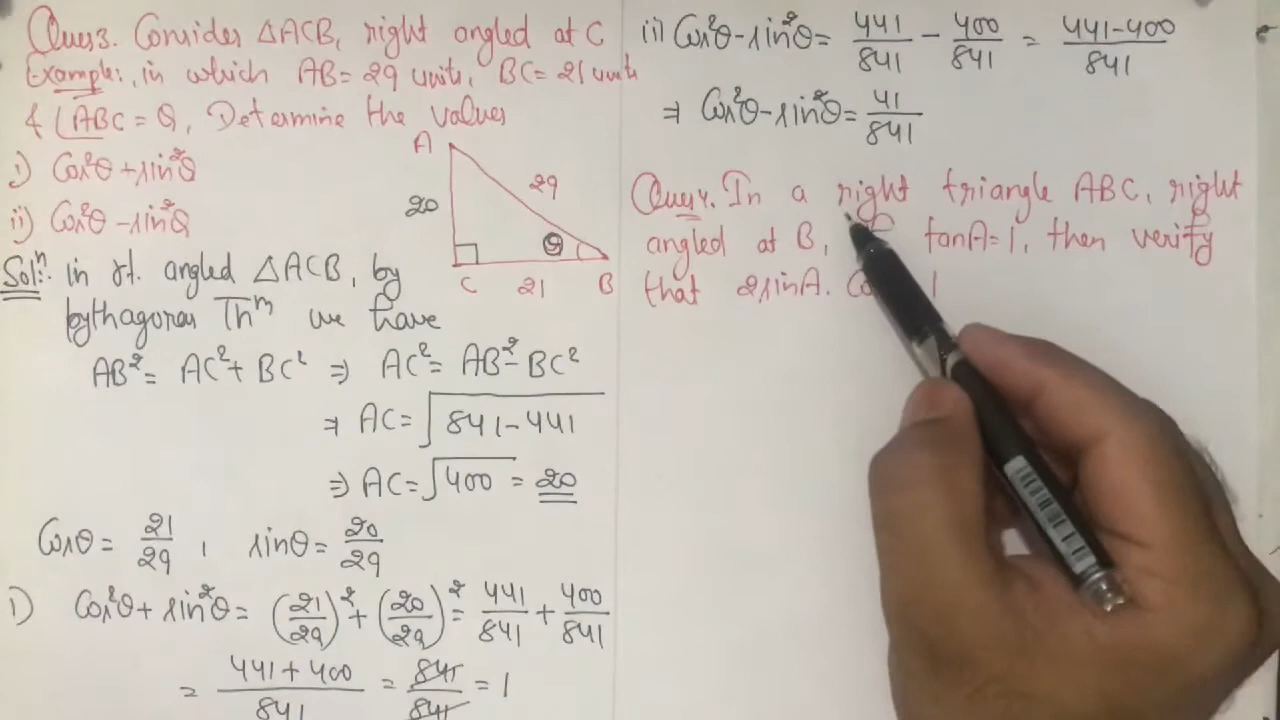 Ques3. Consider △ACB, right angled at C
Example:, in which AB = 29 units, BC = 21 units
& ∠ABC = θ, Determine the values
i) Cos²θ + sin²θ
ii) Cos²θ - sin²θ
A
20
29
θ
C
21
B
Solⁿ: in rt. angled △ACB, by
pythagoras Thᵐ we have
AB² = AC² + BC² ⇒ AC² = AB² - BC²
⇒ AC = √841 - 441
⇒ AC = √400 = 20
Cosθ = 21/29 , sinθ = 20/29
i) Cos²θ + sin²θ = (21/29)² + (20/29)² = 441/841 + 400/841
= 441 + 400/841 = 841/841 = 1
ii) Cos²θ - sin²θ = 441/841 - 400/841 = 441 - 400/841
⇒ Cos²θ - sin²θ = 41/841
Ques4. In a right triangle ABC, right
angled at B, tanA = 1, then verify
that 2sinA. 1